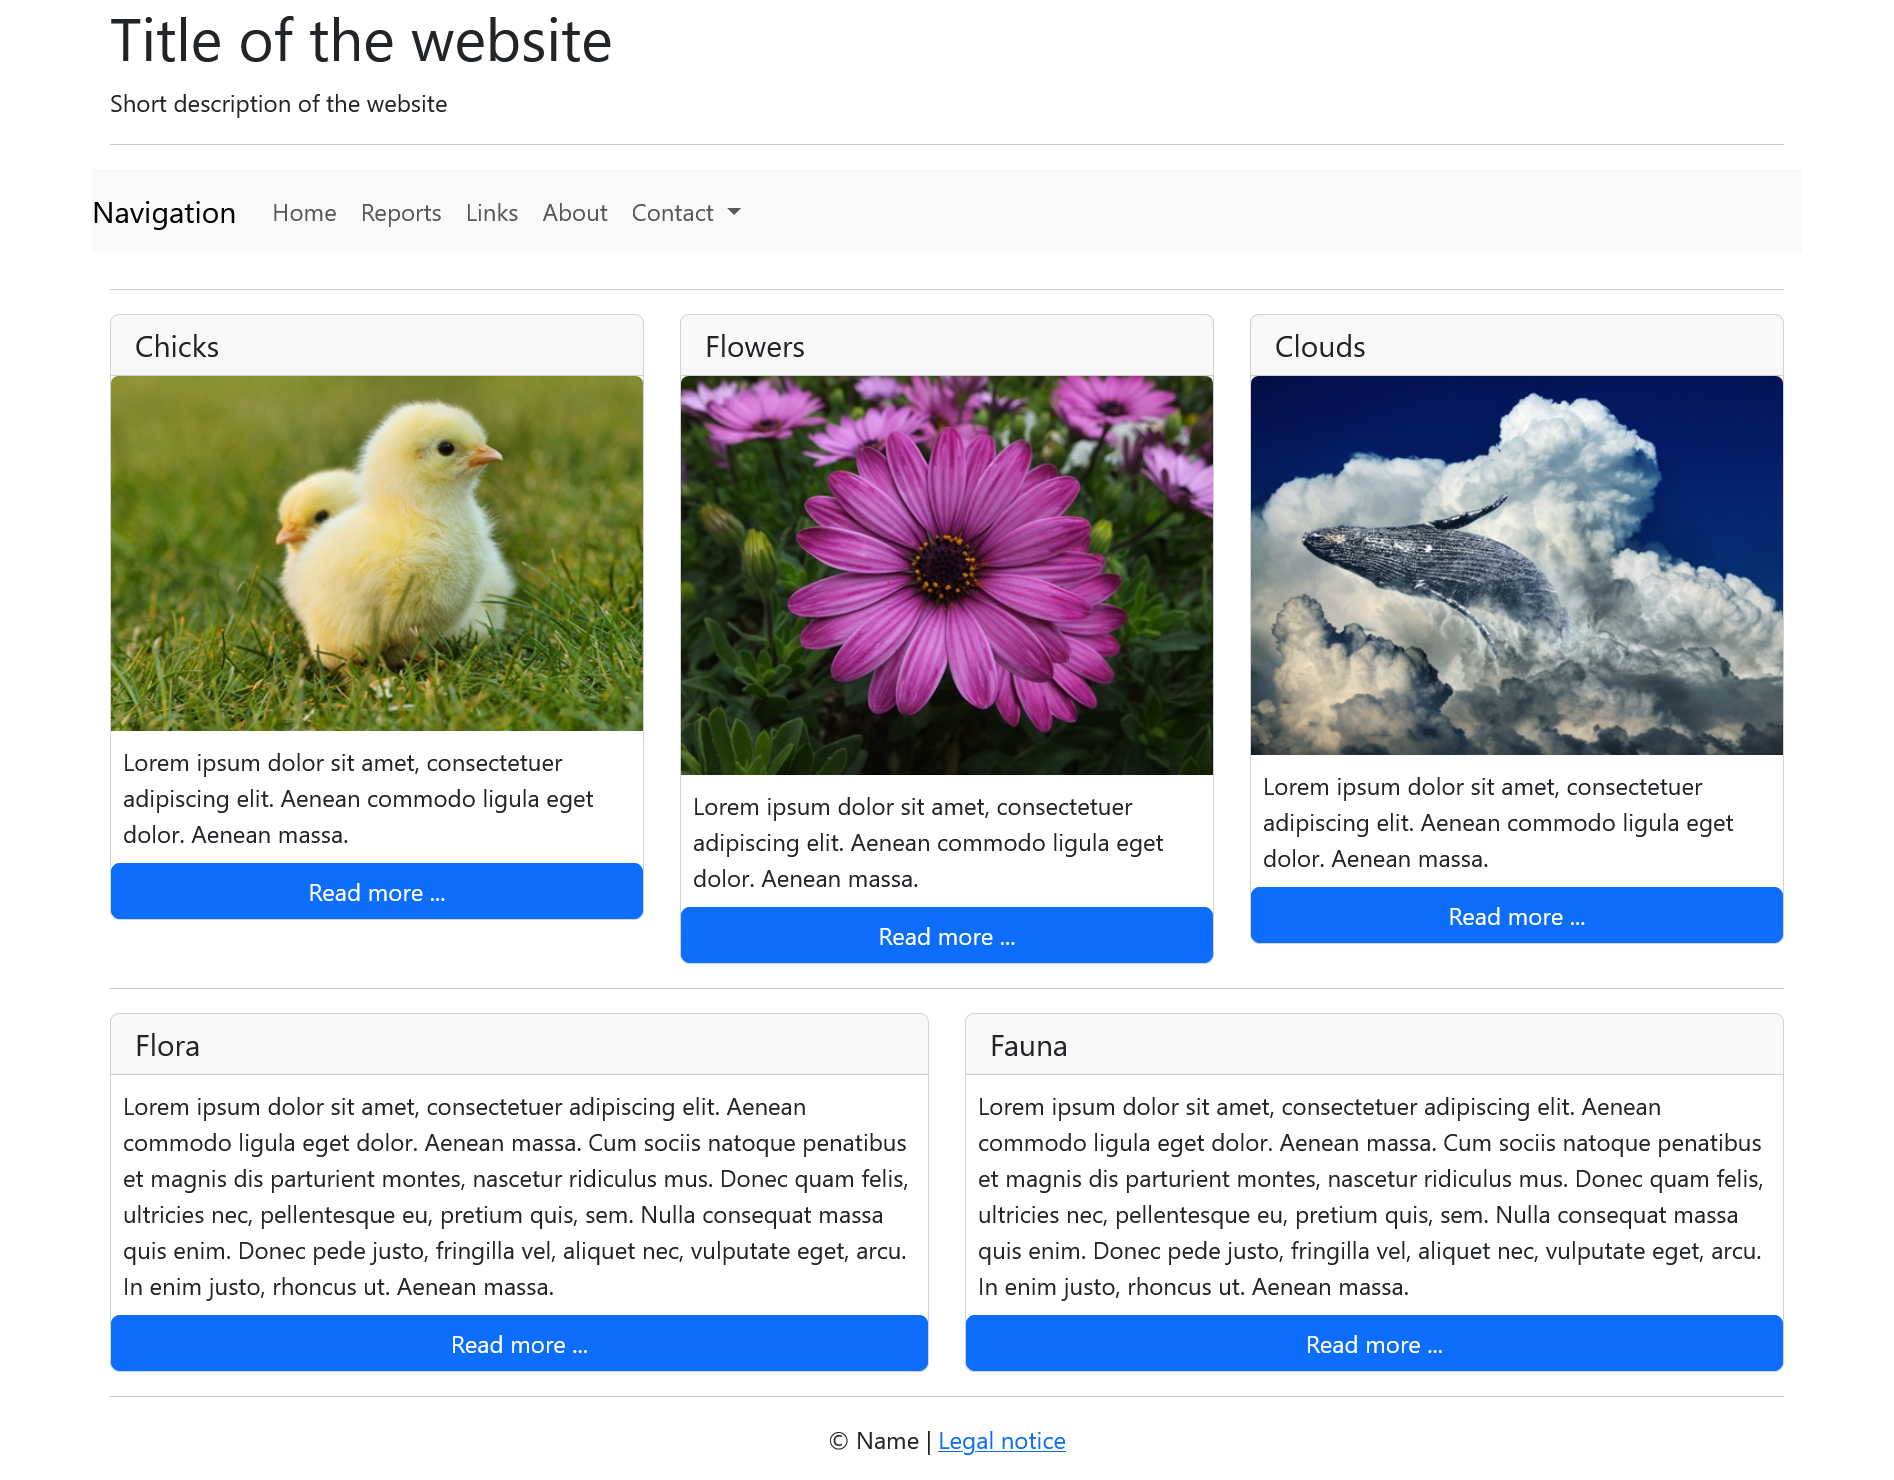 Title of the website
Short description of the website
Navigation Home Reports Links About Contact
Chicks
Lorem ipsum dolor sit amet, consectetuer
adipiscing elit. Aenean commodo ligula eget
dolor. Aenean massa.
Read more ...
Flowers
Lorem ipsum dolor sit amet, consectetuer
adipiscing elit. Aenean commodo ligula eget
dolor. Aenean massa.
Read more ...
Clouds
Lorem ipsum dolor sit amet, consectetuer
adipiscing elit. Aenean commodo ligula eget
dolor. Aenean massa.
Read more ...
Flora
Lorem ipsum dolor sit amet, consectetuer adipiscing elit. Aenean
commodo ligula eget dolor. Aenean massa. Cum sociis natoque penatibus
et magnis dis parturient montes, nascetur ridiculus mus. Donec quam felis,
ultricies nec, pellentesque eu, pretium quis, sem. Nulla consequat massa
quis enim. Donec pede justo, fringilla vel, aliquet nec, vulputate eget, arcu.
In enim justo, rhoncus ut. Aenean massa.
Read more ...
Fauna
Lorem ipsum dolor sit amet, consectetuer adipiscing elit. Aenean
commodo ligula eget dolor. Aenean massa. Cum sociis natoque penatibus
et magnis dis parturient montes, nascetur ridiculus mus. Donec quam felis,
ultricies nec, pellentesque eu, pretium quis, sem. Nulla consequat massa
quis enim. Donec pede justo, fringilla vel, aliquet nec, vulputate eget, arcu.
In enim justo, rhoncus ut. Aenean massa.
Read more ...
© Name | Legal notice